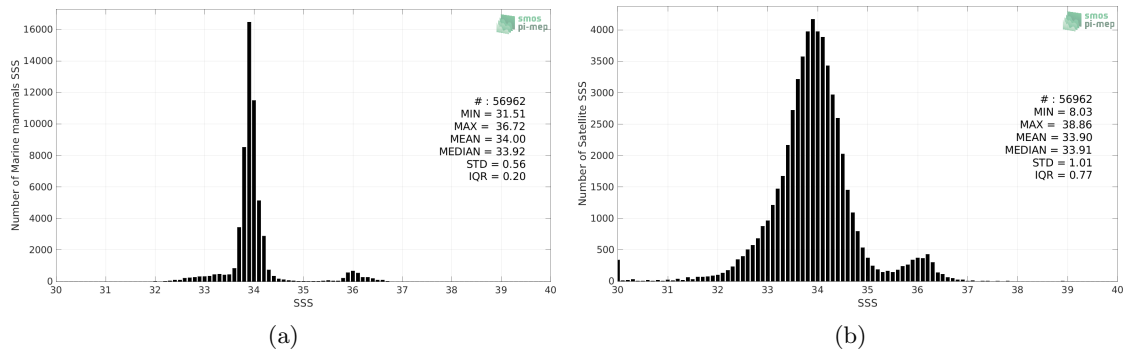 smos
pi-mep
Number of Marine mammals SSS
16000
14000
12000
10000
8000
6000
4000
2000
0
# : 56962
MIN = 31.51
MAX = 36.72
MEAN = 34.00
MEDIAN = 33.92
STD = 0.56
IQR = 0.20
30 31 32 33 34 35 36 37 38 39 40
SSS
(a)
smos
pi-mep
Number of Satellite SSS
4000
3500
3000
2500
2000
1500
1000
500
0
# : 56962
MIN = 8.03
MAX = 38.86
MEAN = 33.90
MEDIAN = 33.91
STD = 1.01
IQR = 0.77
30 31 32 33 34 35 36 37 38 39 40
SSS
(b)